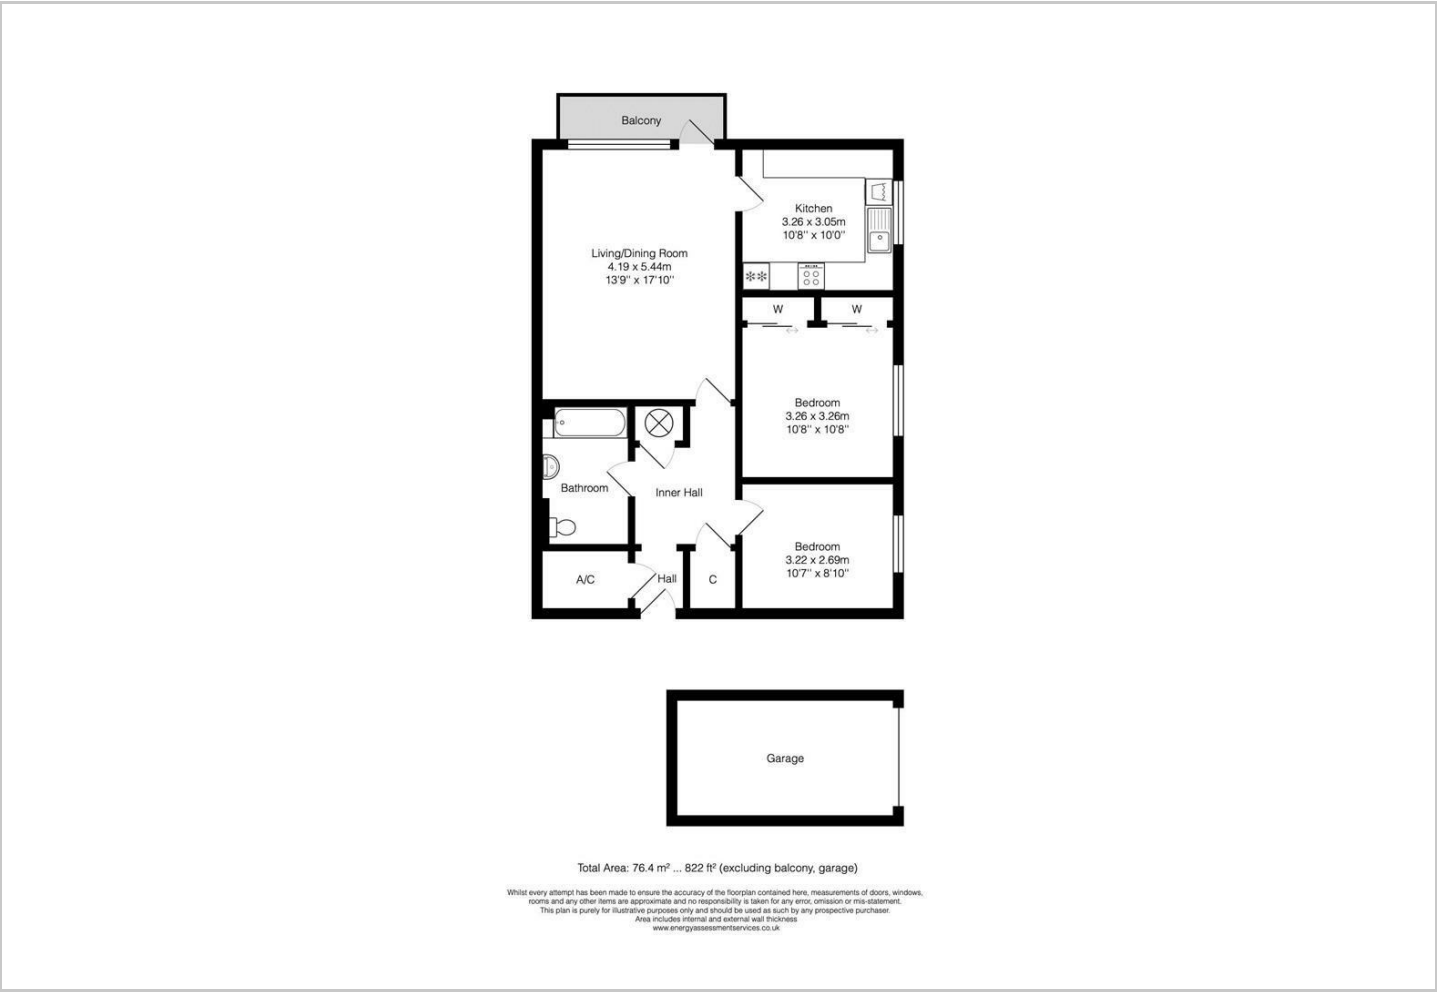 Balcony
Kitchen
3.26 x 3.05m
10'8" x 10'0"
Living/Dining Room
4.19 x 5.44m
13'9" x 17'10"
W
W
Bedroom
3.26 x 3.26m
10'8" x 10'8"
Bathroom
Inner Hall
Bedroom
3.22 x 2.69m
10'7" x 8'10"
A/C
Hall
C
Garage
Total Area: 76.4 m² ... 822 ft² (excluding balcony, garage)
Whilst every attempt has been made to ensure the accuracy of the floorplan contained here, measurements of doors, windows,
rooms and any other items are approximate and no responsibility is taken for any error, omission or mis-statement.
This plan is purely for illustrative purposes only and should be used as such by any prospective purchaser.
Area includes internal and external wall thickness
www.energyassessmentservices.co.uk